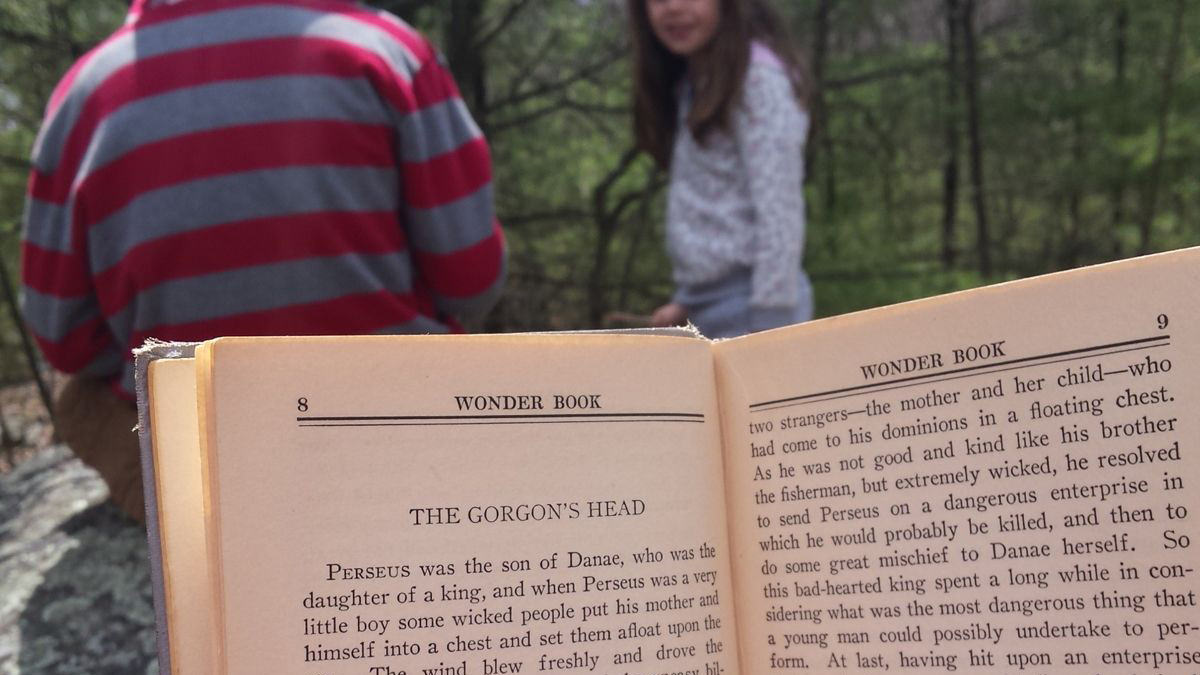 8 WONDER BOOK
THE GORGON'S HEAD
PERSEUS was the son of Danae, who was the
daughter of a king, and when Perseus was a very
little boy some wicked people put his mother and
himself into a chest and set them afloat upon the
The wind blew freshly and drove the
bil-
WONDER BOOK 9
two strangers—the mother and her child—who
had come to his dominions in a floating chest.
As he was not good and kind like his brother
the fisherman, but extremely wicked, he resolved
to send Perseus on a dangerous enterprise in
which he would probably be killed, and then to
do some great mischief to Danae herself. So
this bad-hearted king spent a long while in con-
sidering what was the most dangerous thing that
a young man could possibly undertake to per-
form. At last, having hit upon an enterprise